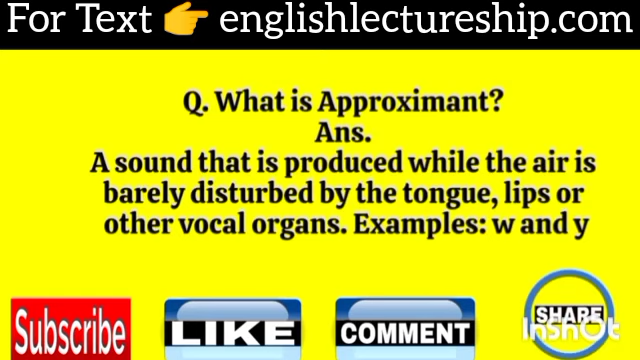 For Text 👉 englishlectureship.com
Q. What is Approximant?
Ans.
A sound that is produced while the air is
barely disturbed by the tongue, lips or
other vocal organs. Examples: w and y
Subscribe
LIKE
COMMENT
SHARE
InShOt